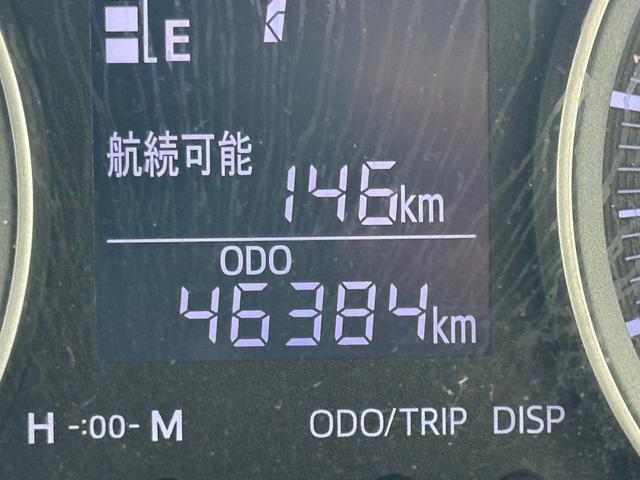 E
航続可能
146km
ODO
46384km
H -:00- M ODO/TRIP DISP